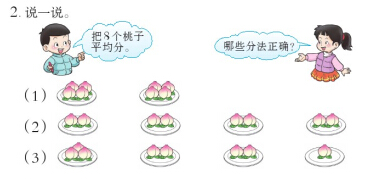 2. 说一说。
把8个桃子
平均分。
哪些分法正确?
(1)
(2)
(3)